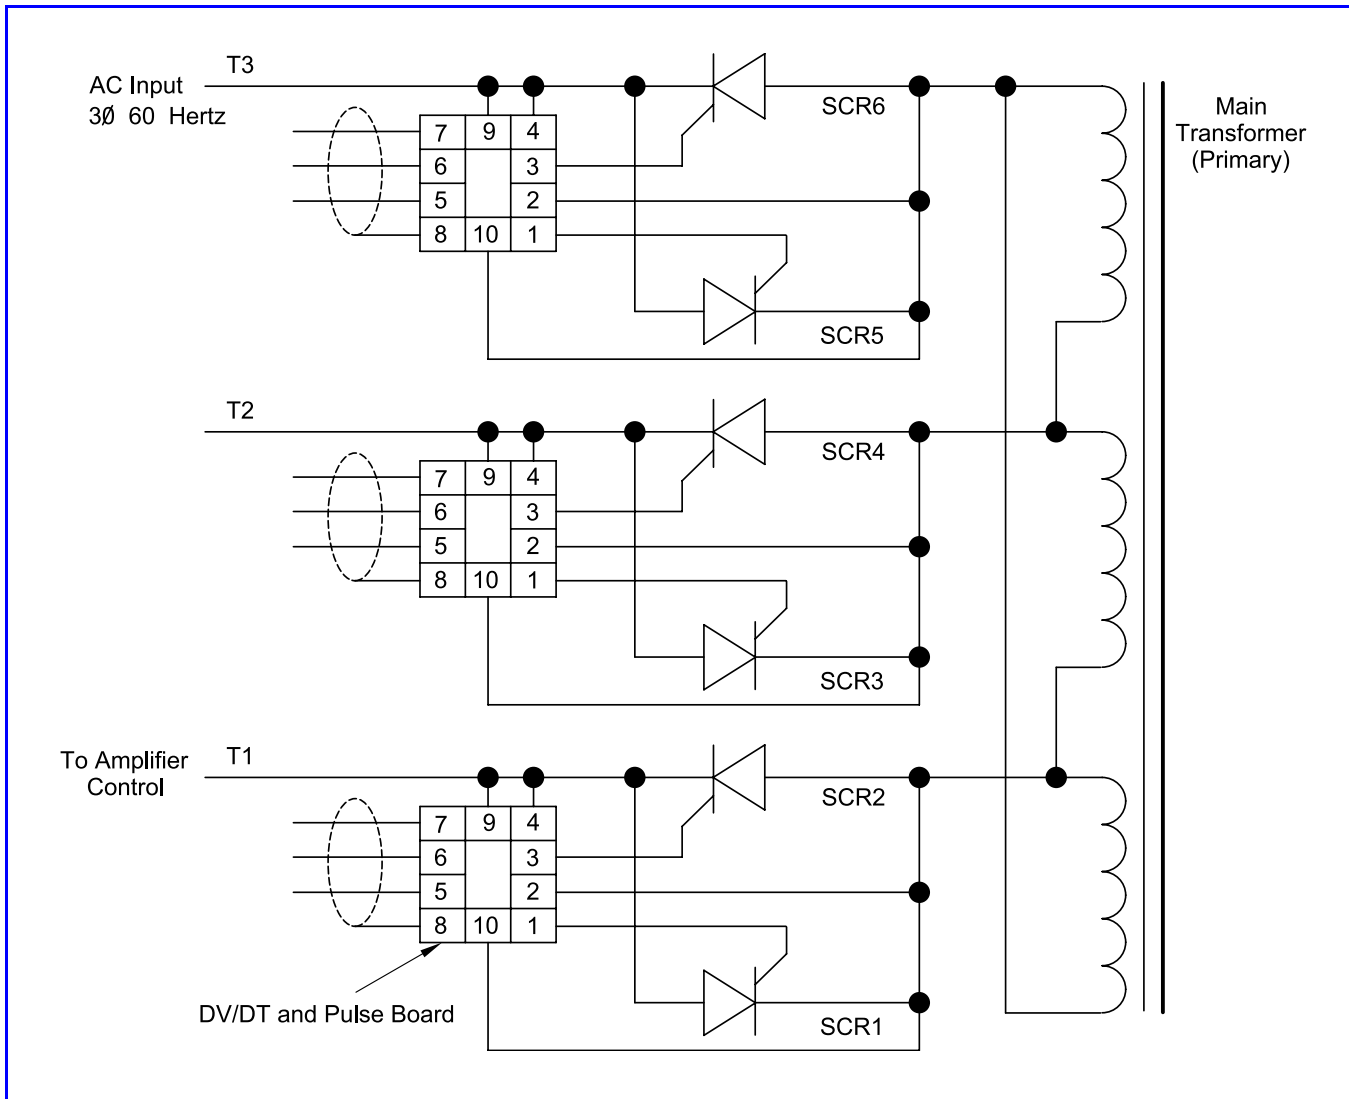 T3
AC Input
3Ø 60 Hertz
SCR6
Main
Transformer
(Primary)
7 9 4
6 3
5 2
8 10 1
SCR5
T2
SCR4
7 9 4
6 3
5 2
8 10 1
SCR3
T1
To Amplifier
Control
SCR2
7 9 4
6 3
5 2
8 10 1
DV/DT and Pulse Board
SCR1